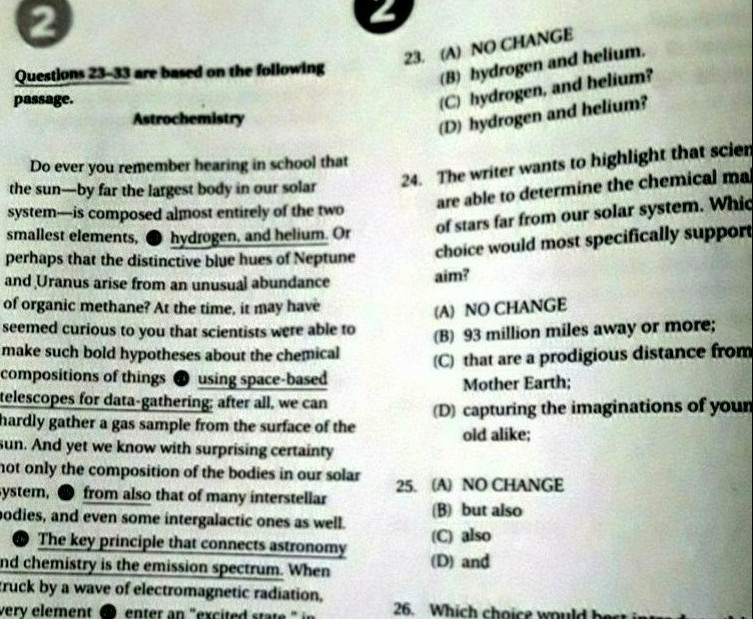 2
Questions 23–33 are based on the following
passage.
Astrochemistry
Do ever you remember hearing in school that
the sun—by far the largest body in our solar
system—is composed almost entirely of the two
smallest elements, hydrogen, and helium. Or
perhaps that the distinctive blue hues of Neptune
and Uranus arise from an unusual abundance
of organic methane? At the time, it may have
seemed curious to you that scientists were able to
make such bold hypotheses about the chemical
compositions of things using space-based
telescopes for data-gathering; after all, we can
hardly gather a gas sample from the surface of the
sun. And yet we know with surprising certainty
not only the composition of the bodies in our solar
ystem, from also that of many interstellar
bodies, and even some intergalactic ones as well.
The key principle that connects astronomy
nd chemistry is the emission spectrum. When
truck by a wave of electromagnetic radiation,
very element enter an "excited state," in
2
23. (A) NO CHANGE
(B) hydrogen and helium.
(C) hydrogen, and helium?
(D) hydrogen and helium?
24. The writer wants to highlight that scien
are able to determine the chemical ma
of stars far from our solar system. Whic
choice would most specifically support
aim?
(A) NO CHANGE
(B) 93 million miles away or more;
(C) that are a prodigious distance from
Mother Earth;
(D) capturing the imaginations of youn
old alike;
25. (A) NO CHANGE
(B) but also
(C) also
(D) and
26. Which choice would best